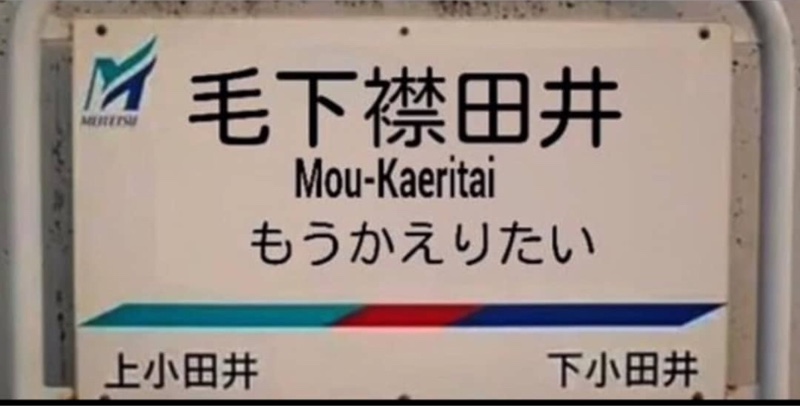 MEITETSU
毛下襟田井
Mou-Kaeritai
もうかえりたい
上小田井
下小田井